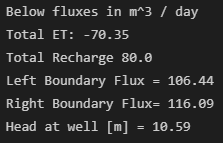 Below fluxes in m^3 / day
Total ET: -70.35
Total Recharge 80.0
Left Boundary Flux = 106.44
Right Boundary Flux= 116.09
Head at well [m] = 10.59